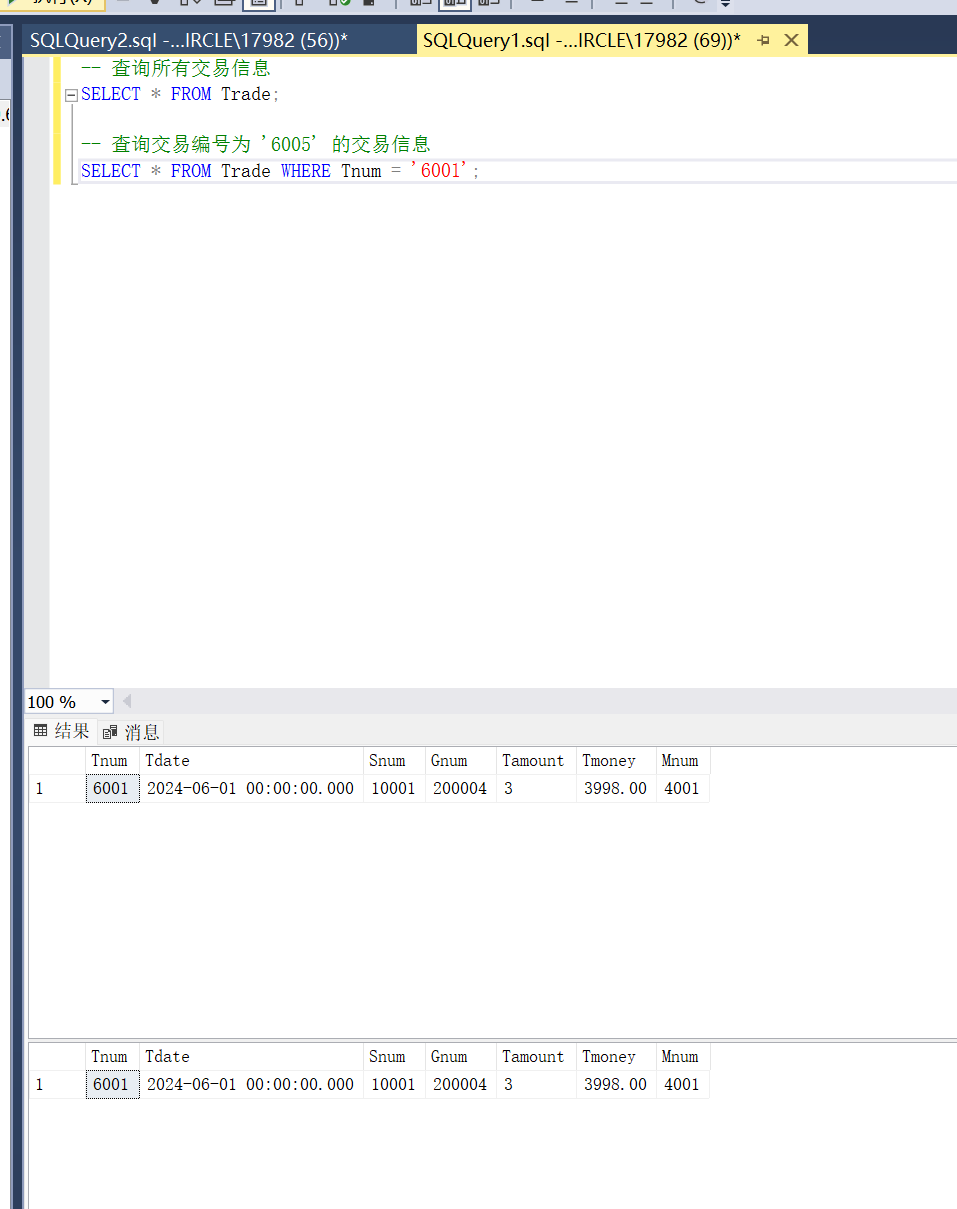 SQLQuery2.sql -...IRCLE\17982 (56))*
SQLQuery1.sql -...IRCLE\17982 (69))*
-- 查询所有交易信息
SELECT * FROM Trade;
-- 查询交易编号为 '6005' 的交易信息
SELECT * FROM Trade WHERE Tnum = '6001';
100 %
结果 消息
Tnum Tdate Snum Gnum Tamount Tmoney Mnum
1 6001 2024-06-01 00:00:00.000 10001 200004 3 3998.00 4001
Tnum Tdate Snum Gnum Tamount Tmoney Mnum
1 6001 2024-06-01 00:00:00.000 10001 200004 3 3998.00 4001